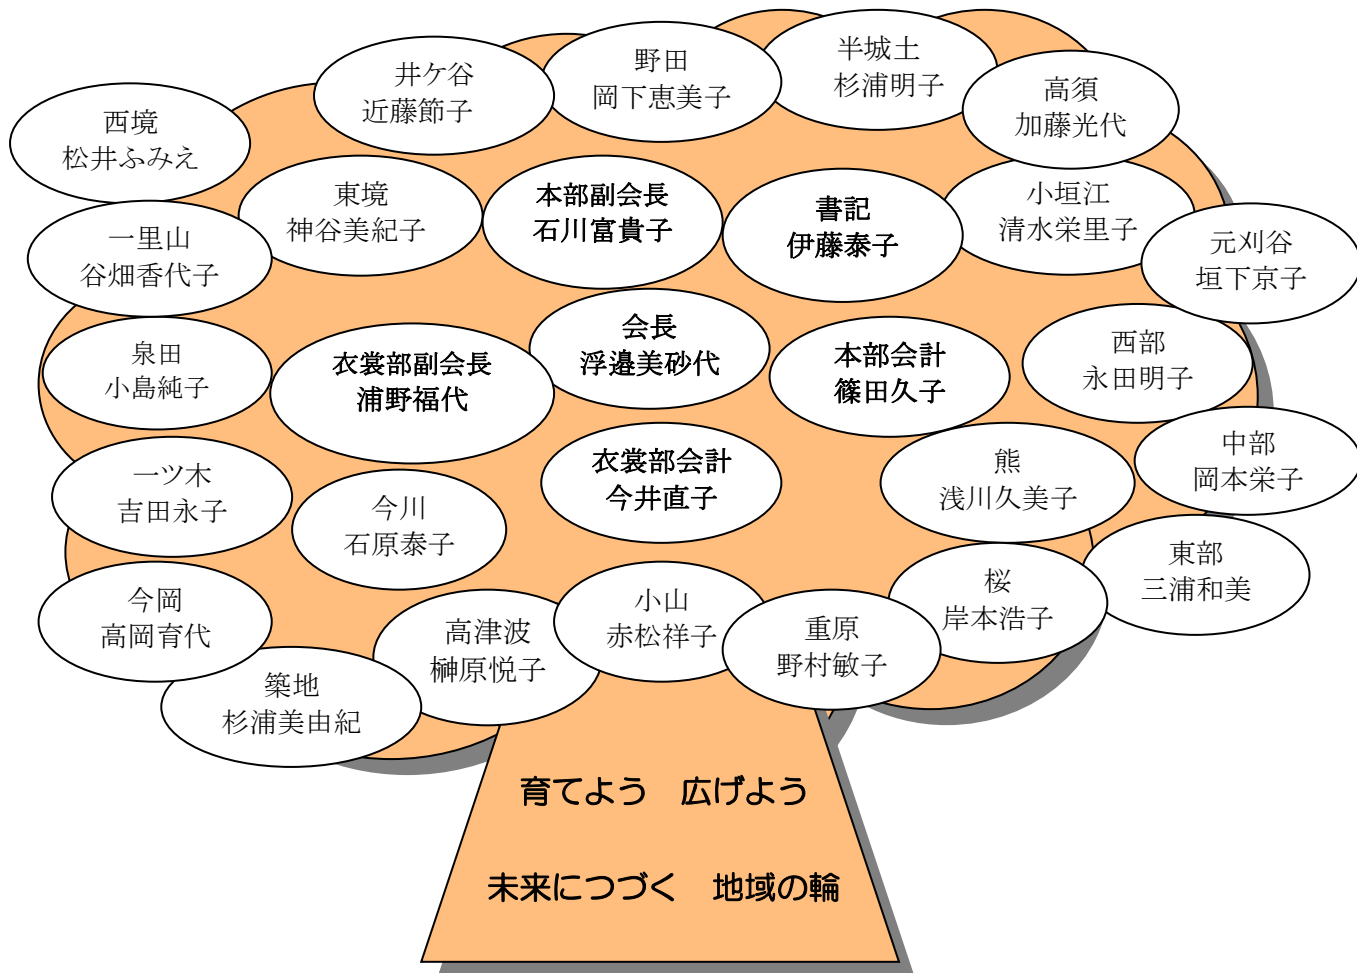 半城土
杉浦明子
野田
岡下恵美子
井ケ谷
近藤節子
高須
加藤光代
西境
松井ふみえ
東境
神谷美紀子
本部副会長
石川富貴子
書記
伊藤泰子
小垣江
清水栄里子
元刈谷
垣下京子
一里山
谷畑香代子
会長
浮邉美砂代
泉田
小島純子
衣裳部副会長
浦野福代
本部会計
篠田久子
西部
永田明子
中部
岡本栄子
一ツ木
吉田永子
今川
石原泰子
衣裳部会計
今井直子
熊
浅川久美子
東部
三浦和美
桜
岸本浩子
今岡
高岡育代
小山
赤松祥子
高津波
榊原悦子
重原
野村敏子
築地
杉浦美由紀
育てよう　広げよう
未来につづく　地域の輪